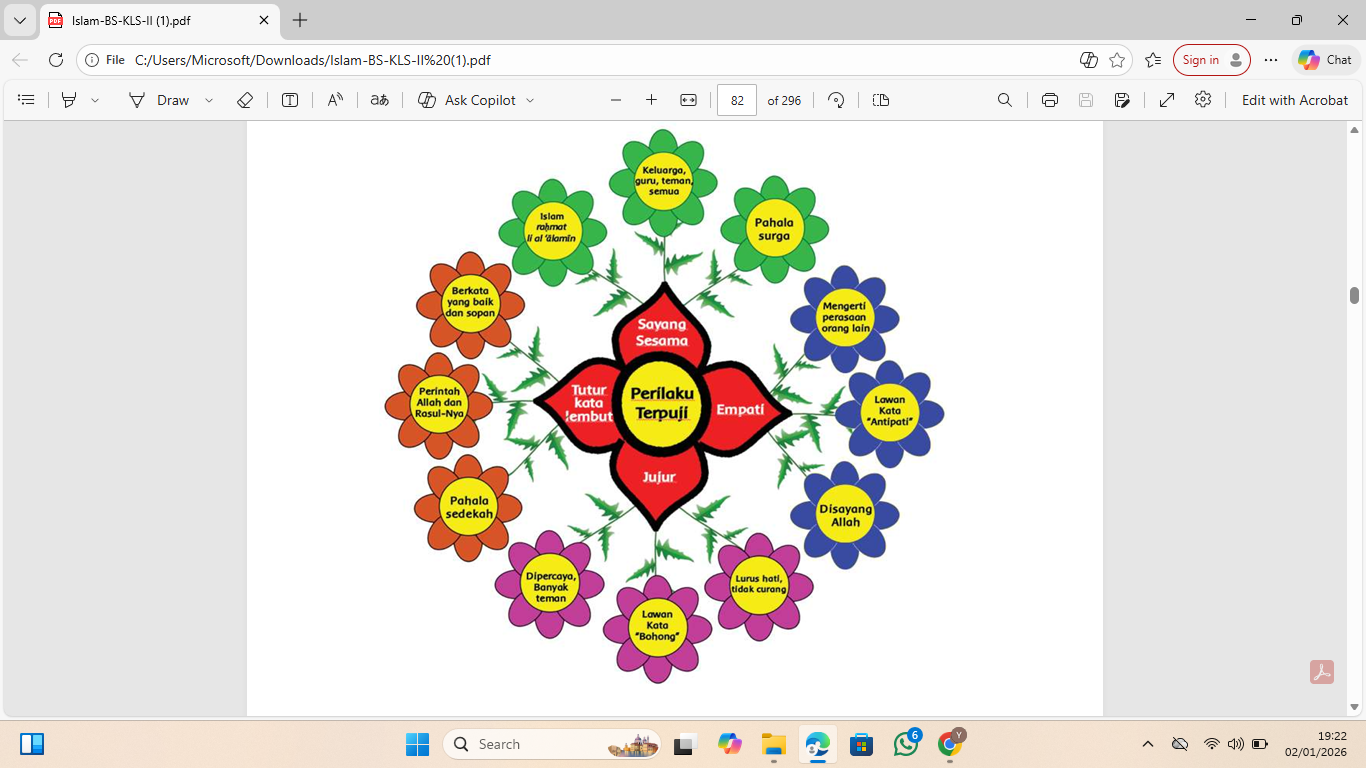 Islam-BS-KLS-II (1).pdf
File
C:/Users/Microsoft/Downloads/Islam-BS-KLS-II%20(1).pdf
Sign in
Chat
Draw
Ask Copilot
82
of 296
Edit with Acrobat
Keluarga,
guru, teman,
semua
Islam
raḥmat
li al 'ālamīn
Pahala
surga
Berkata
yang baik
dan sopan
Mengerti
perasaan
orang lain
Sayang
Sesama
Perintah
Allah dan
Rasul-Nya
Tutur
kata
lembut
Perilaku
Terpuji
Empati
Lawan
Kata
"Antipati"
Jujur
Pahala
sedekah
Disayang
Allah
Dipercaya,
Banyak
teman
Lawan
Kata
"Bohong"
Lurus hati,
tidak curang
Search
6
Y
19:22
02/01/2026